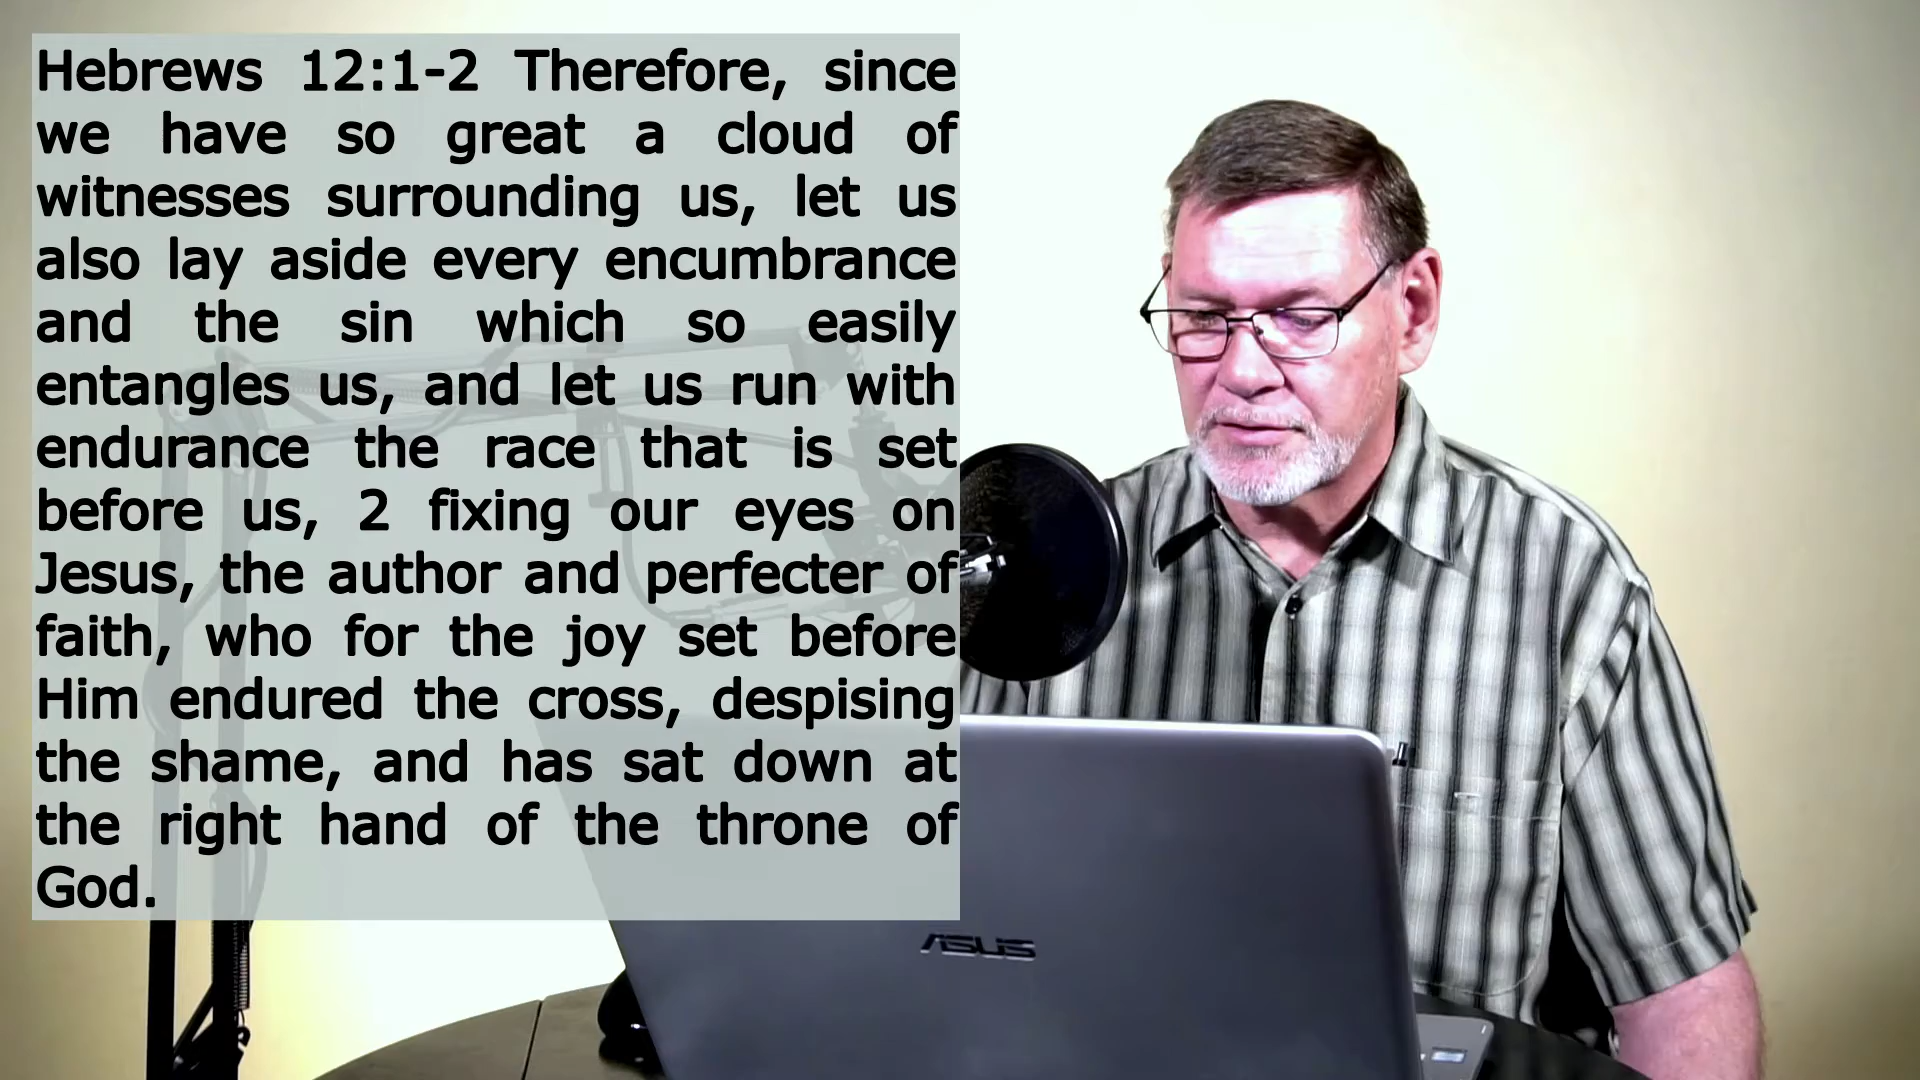 Hebrews 12:1-2 Therefore, since
we have so great a cloud of
witnesses surrounding us, let us
also lay aside every encumbrance
and the sin which so easily
entangles us, and let us run with
endurance the race that is set
before us, 2 fixing our eyes on
Jesus, the author and perfecter of
faith, who for the joy set before
Him endured the cross, despising
the shame, and has sat down at
the right hand of the throne of
God.
ASUS